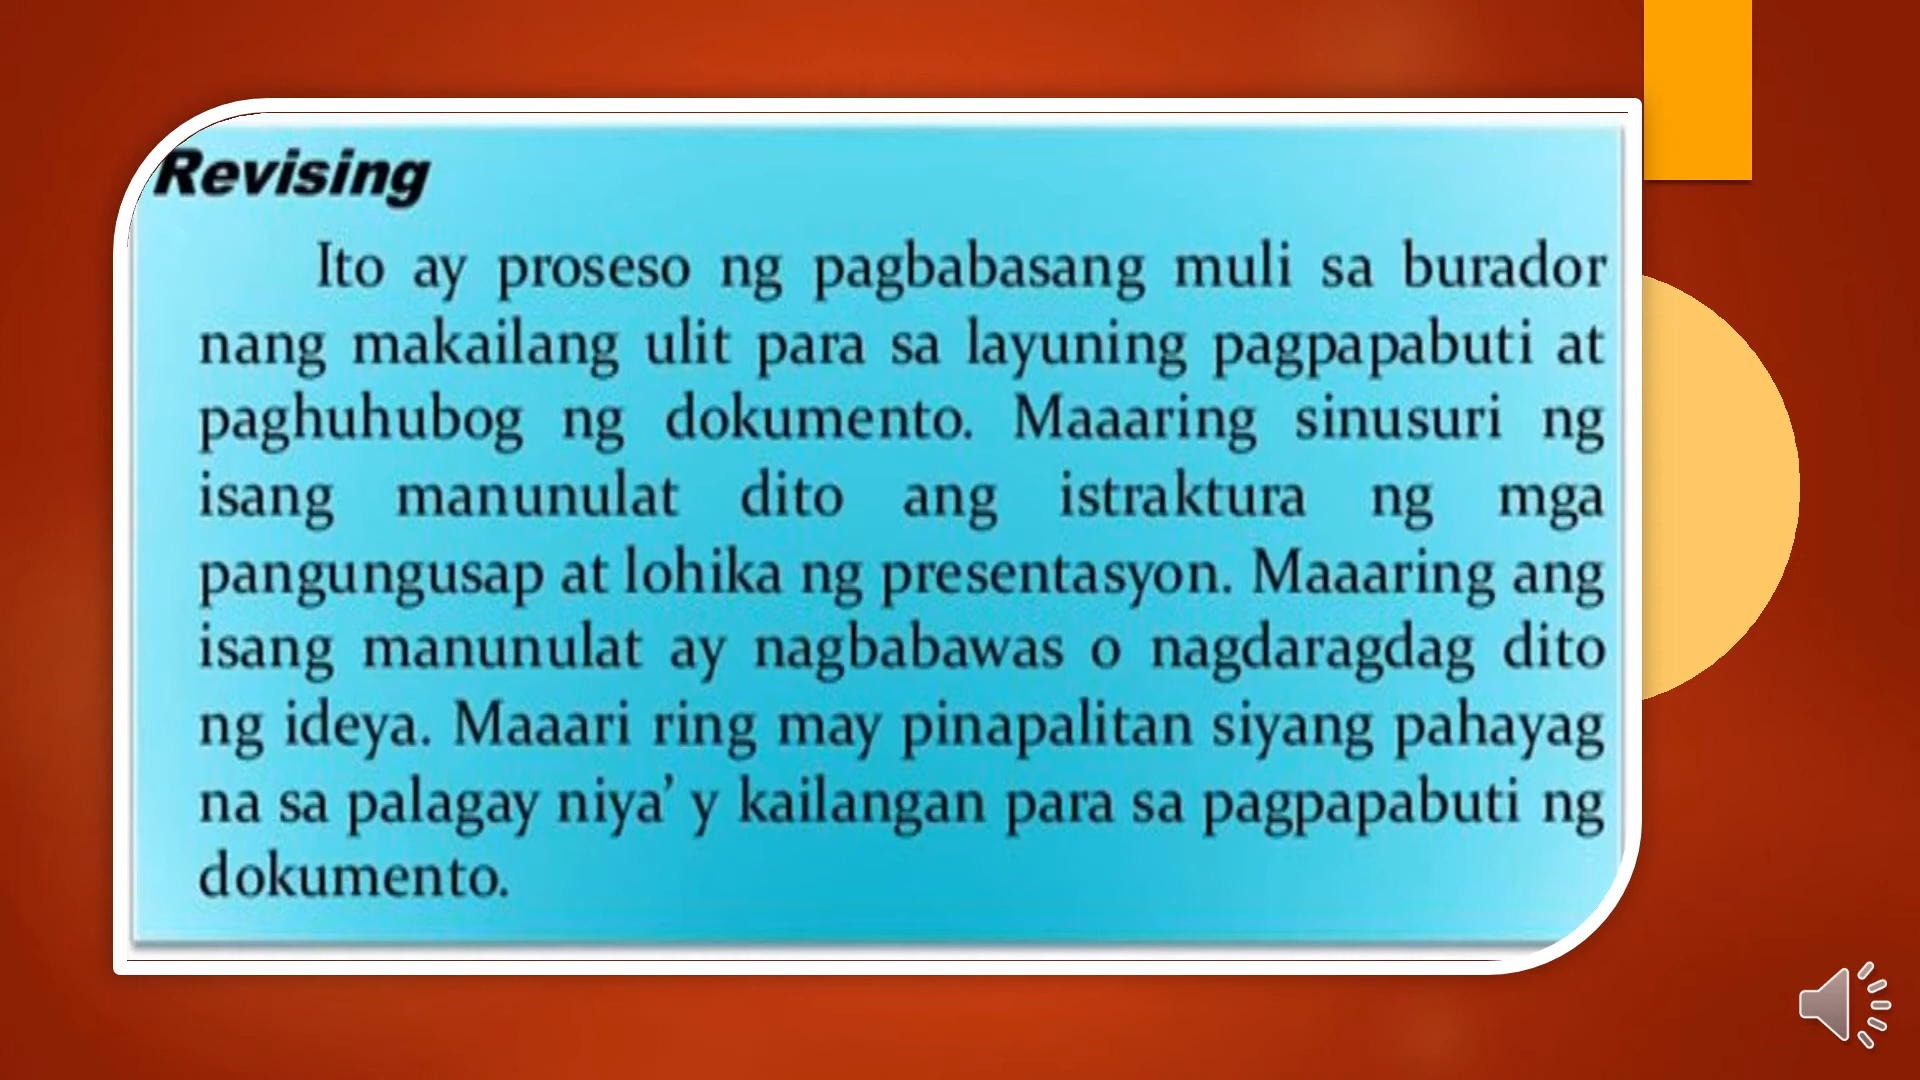 Revising
Ito ay proseso ng pagbabasang muli sa burador
nang makailang ulit para sa layuning pagpapabuti at
paghuhubog ng dokumento. Maaaring sinusuri ng
isang manunulat dito ang istraktura ng mga
pangungusap at lohika ng presentasyon. Maaaring ang
isang manunulat ay nagbabawas o nagdaragdag dito
ng ideya. Maaari ring may pinapalitan siyang pahayag
na sa palagay niya’ y kailangan para sa pagpapabuti ng
dokumento.